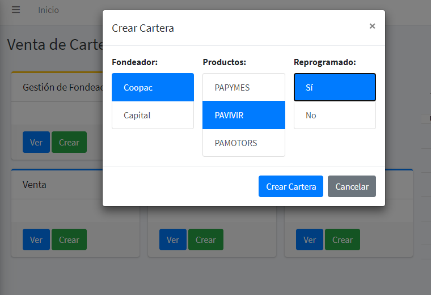 Inicio
Crear Cartera
×
Venta de Carte
Fondeador:
Productos:
Reprogramado:
Coopac
PAPYMES
Sí
Capital
PAVIVIR
No
PAMOTORS
Gestión de Fondead
Ver
Crear
Crear Cartera
Cancelar
Venta
Ver
Crear
Ver
Crear
Ver
Crear